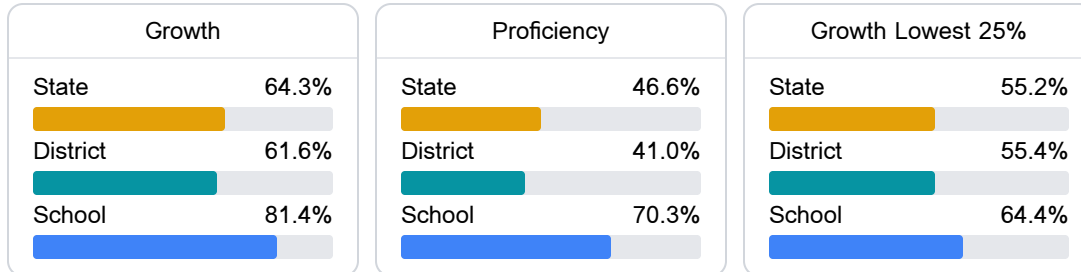 Growth
State 64.3%
District 61.6%
School 81.4%
Proficiency
State 46.6%
District 41.0%
School 70.3%
Growth Lowest 25%
State 55.2%
District 55.4%
School 64.4%